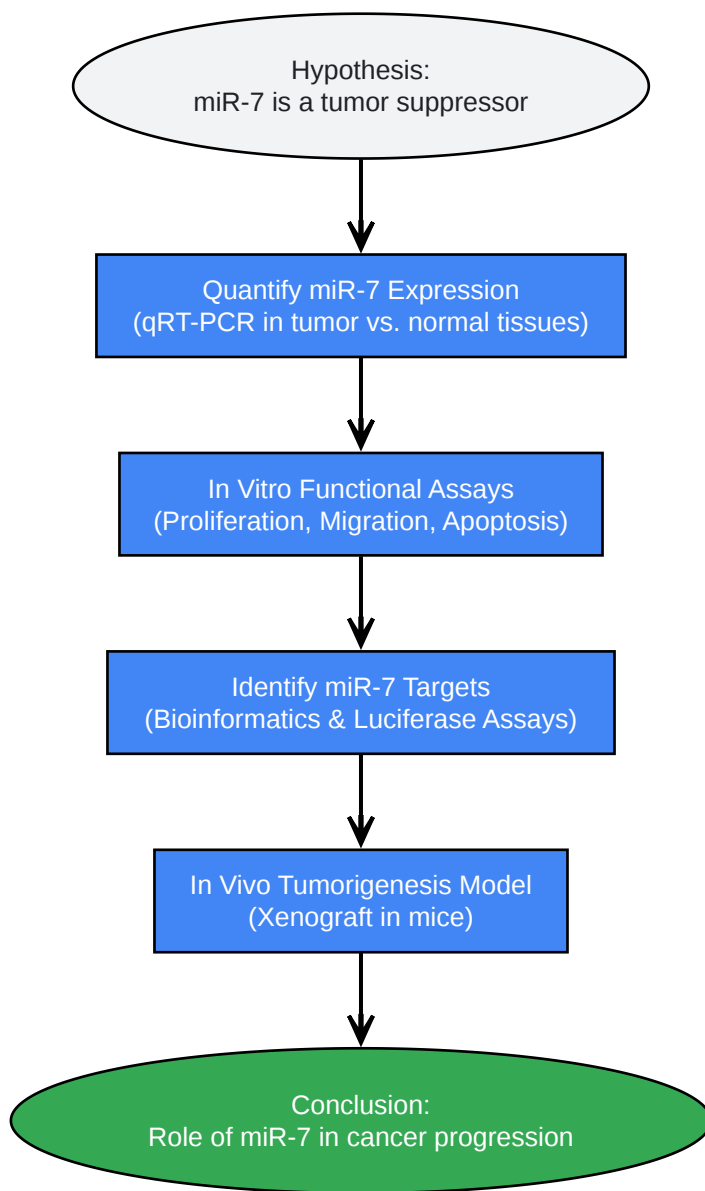 Hypothesis:
miR-7 is a tumor suppressor
Quantify miR-7 Expression
(qRT-PCR in tumor vs. normal tissues)
In Vitro Functional Assays
(Proliferation, Migration, Apoptosis)
Identify miR-7 Targets
(Bioinformatics & Luciferase Assays)
In Vivo Tumorigenesis Model
(Xenograft in mice)
Conclusion:
Role of miR-7 in cancer progression